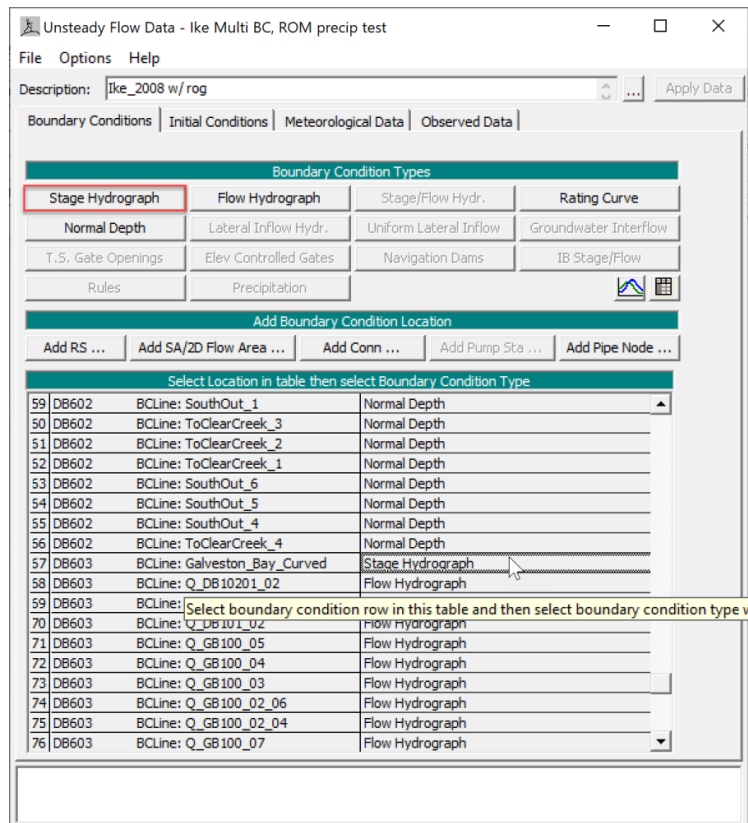 Unsteady Flow Data - Ike Multi BC, ROM precip test
File Options Help
Description: Ike_2008 w/ rog ... Apply Data
Boundary Conditions Initial Conditions Meteorological Data Observed Data
Boundary Condition Types
Stage Hydrograph Flow Hydrograph Stage/Flow Hydr. Rating Curve
Normal Depth Lateral Inflow Hydr. Uniform Lateral Inflow Groundwater Interflow
T.S. Gate Openings Elev Controlled Gates Navigation Dams IB Stage/Flow
Rules Precipitation
Add Boundary Condition Location
Add RS ... Add SA/2D Flow Area ... Add Conn ... Add Pump Sta ... Add Pipe Node ...
Select Location in table then select Boundary Condition Type
59 DB602 BCLine: SouthOut_1 Normal Depth
50 DB602 BCLine: ToClearCreek_3 Normal Depth
51 DB602 BCLine: ToClearCreek_2 Normal Depth
52 DB602 BCLine: ToClearCreek_1 Normal Depth
53 DB602 BCLine: SouthOut_6 Normal Depth
54 DB602 BCLine: SouthOut_5 Normal Depth
55 DB602 BCLine: SouthOut_4 Normal Depth
56 DB602 BCLine: ToClearCreek_4 Normal Depth
57 DB603 BCLine: Galveston_Bay_Curved Stage Hydrograph
58 DB603 BCLine: Q_DB10201_02 Flow Hydrograph
59 DB603 BCLine:
Select boundary condition row in this table and then select boundary condition type w
70 DB603 BCLine: Q_DB101_02 Flow Hydrograph
71 DB603 BCLine: Q_GB100_05 Flow Hydrograph
72 DB603 BCLine: Q_GB100_04 Flow Hydrograph
73 DB603 BCLine: Q_GB100_03 Flow Hydrograph
74 DB603 BCLine: Q_GB100_02_06 Flow Hydrograph
75 DB603 BCLine: Q_GB100_02_04 Flow Hydrograph
76 DB603 BCLine: Q_GB100_07 Flow Hydrograph